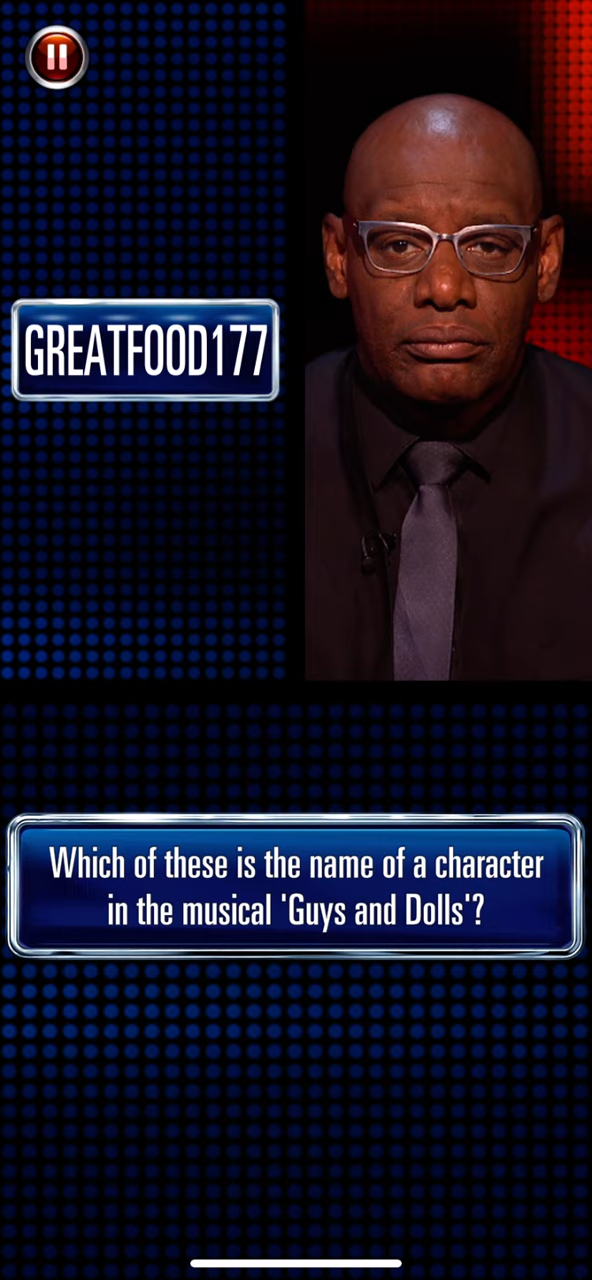 GREATFOOD177
Which of these is the name of a character
in the musical 'Guys and Dolls'?